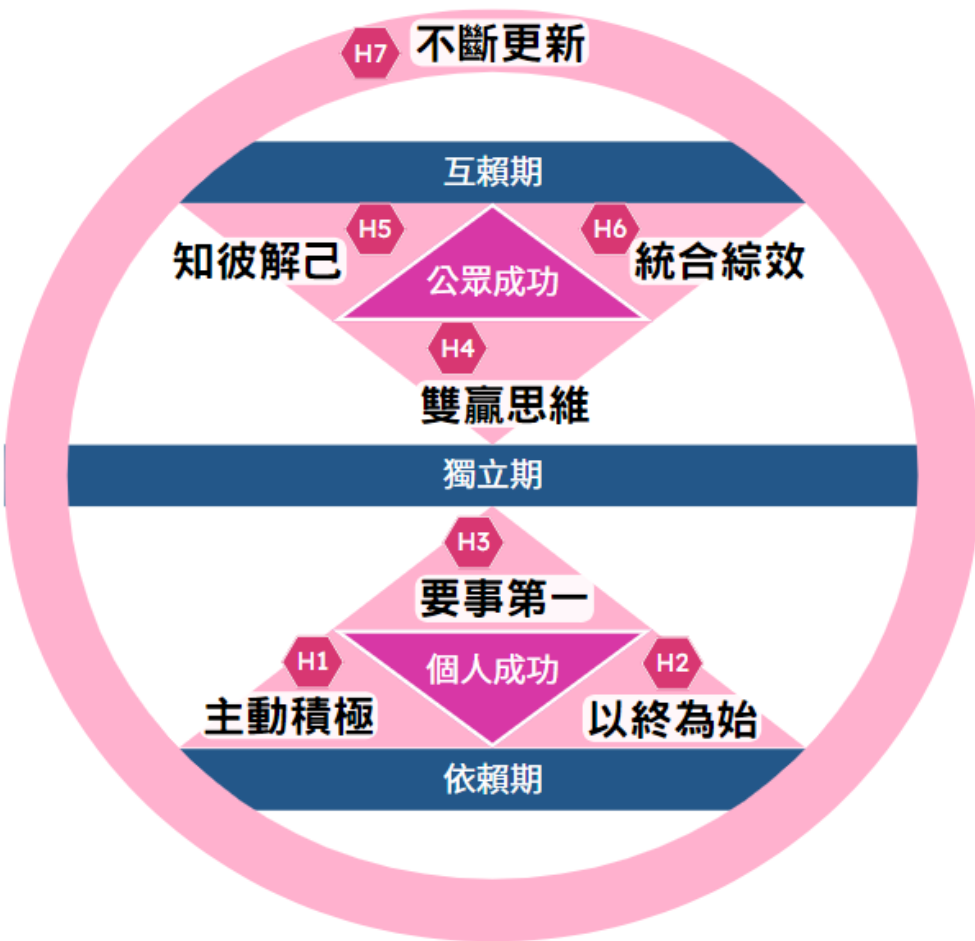 H7 不斷更新
互賴期
H5 H6
知彼解己 公眾成功 統合綜效
H4
雙贏思維
獨立期
H3
要事第一
H1 個人成功 H2
主動積極 以終為始
依賴期